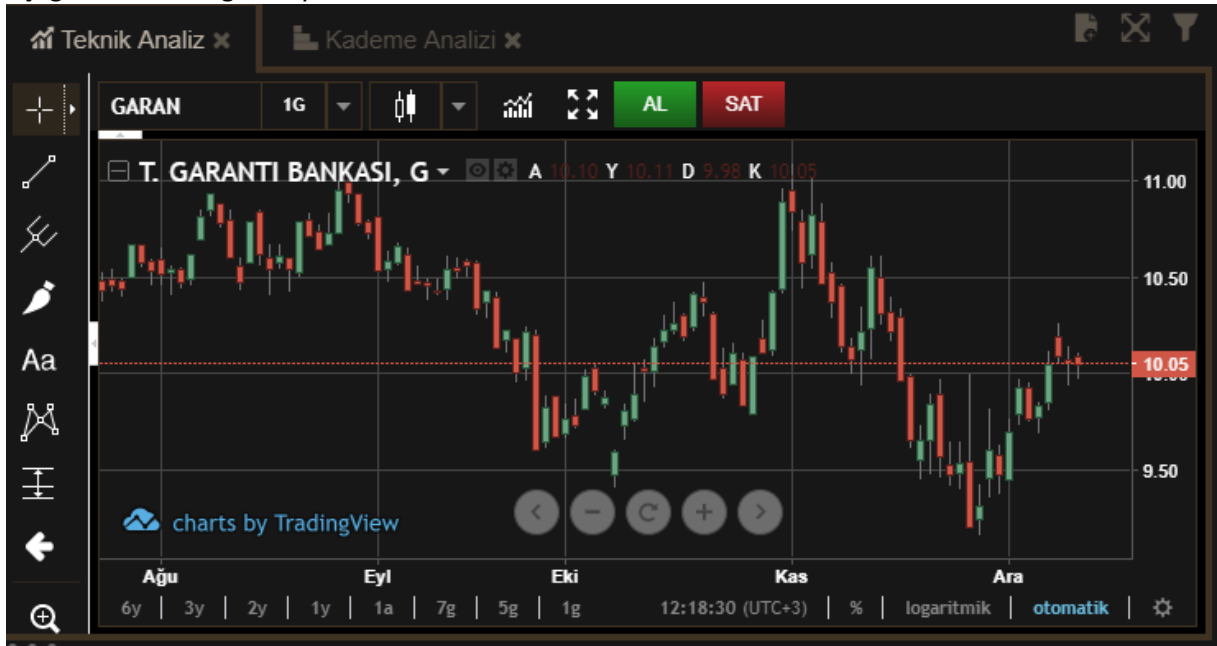 Teknik Analiz ×
Kademe Analizi ×
GARAN 1G AL SAT
T. GARANTI BANKASI, G A 10.10 Y 10.11 D 9.98 K 10.05
11.00
10.50
10.05
9.50
Aa
charts by TradingView
Ağu Eyl Eki Kas Ara
6y 3y 2y 1y 1a 7g 5g 1g 12:18:30 (UTC+3) % logaritmik otomatik